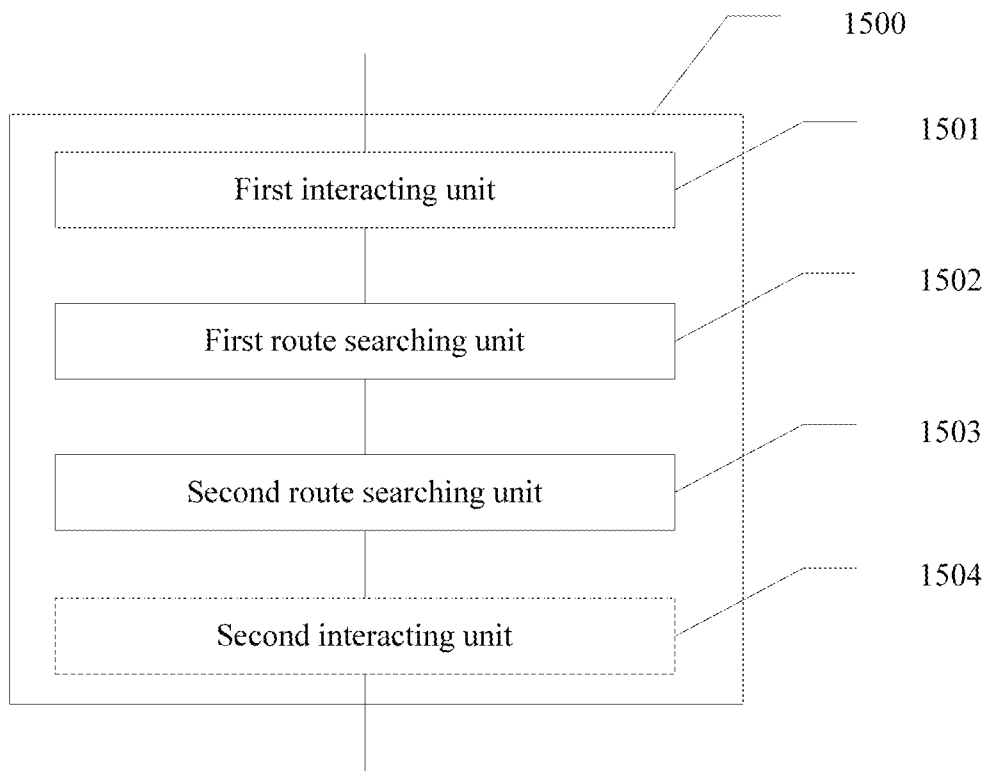 1500
First interacting unit
1501
First route searching unit
1502
Second route searching unit
1503
Second interacting unit
1504